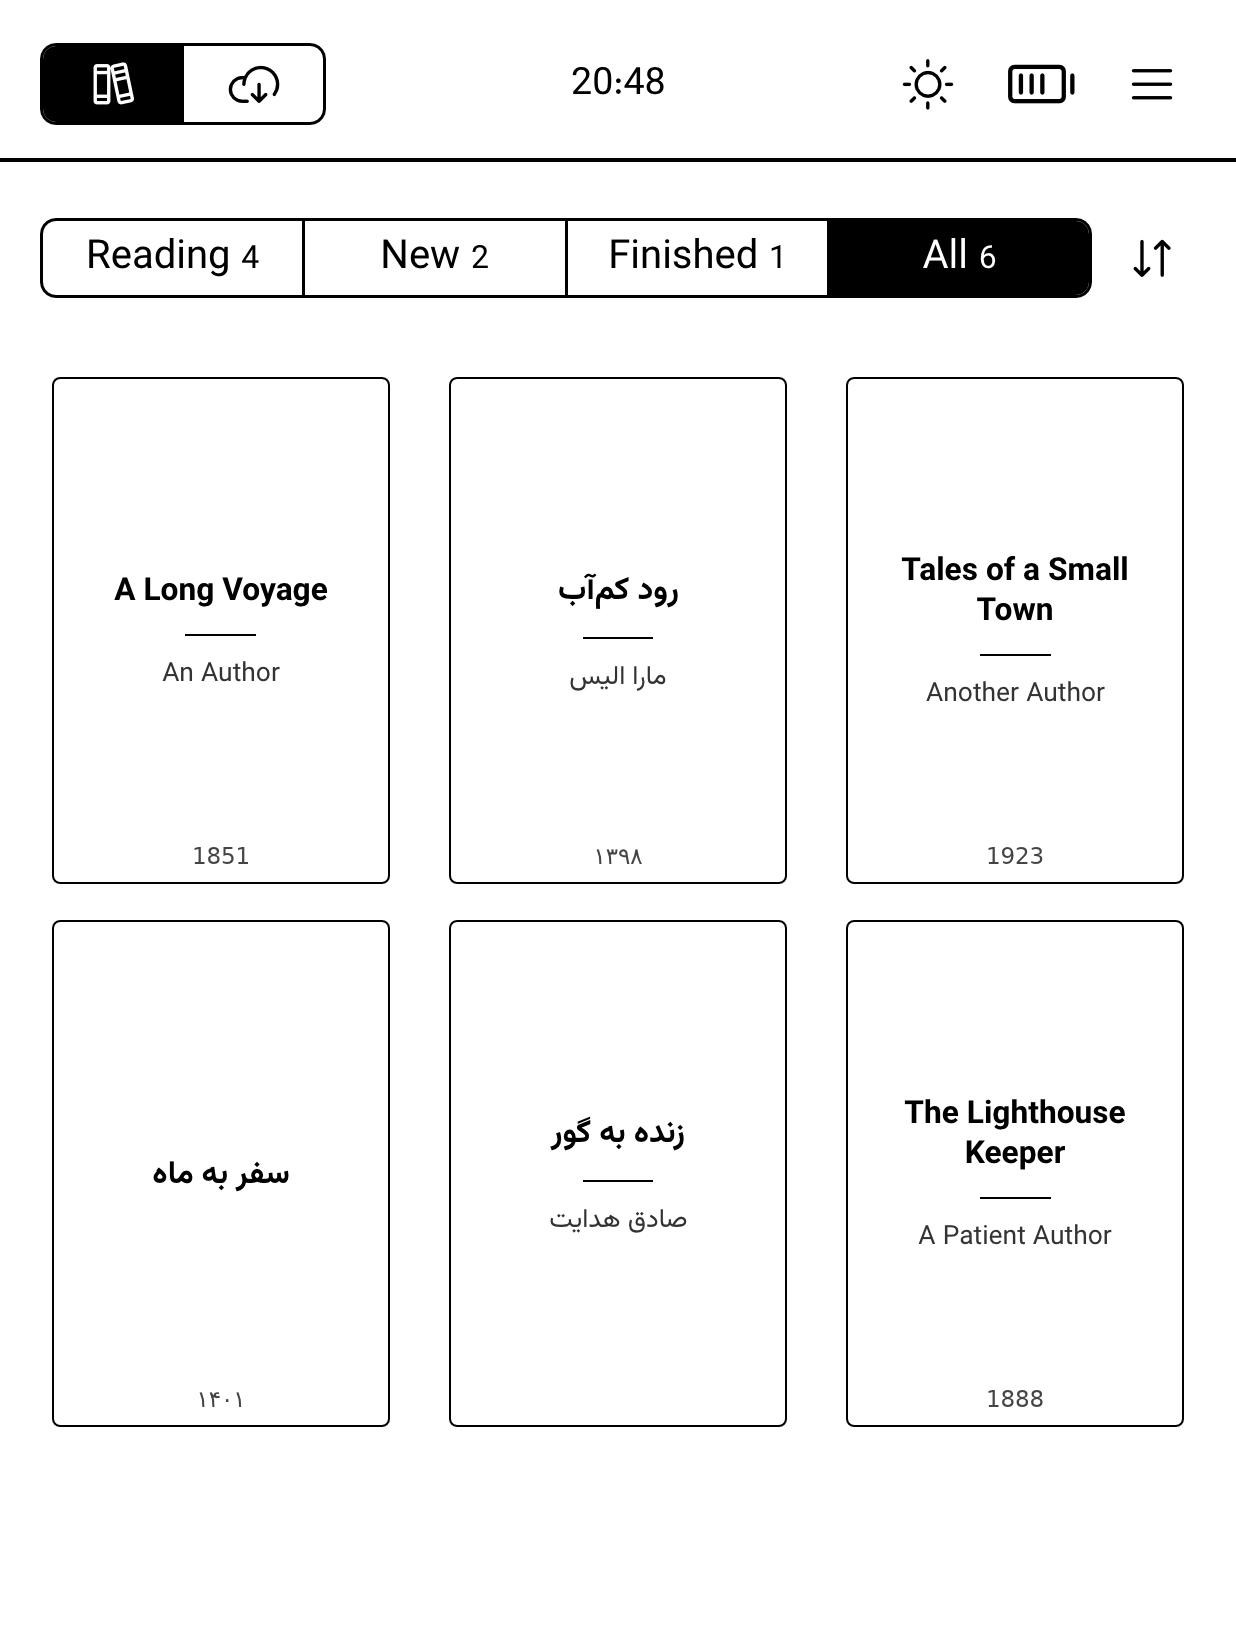 20:48
Reading 4
New 2
Finished 1
All 6
A Long Voyage
An Author
1851
رود کم‌آب
مارا الیس
۱۳۹۸
Tales of a Small
Town
Another Author
1923
سفر به ماه
۱۴۰۱
زنده به گور
صادق هدایت
The Lighthouse
Keeper
A Patient Author
1888